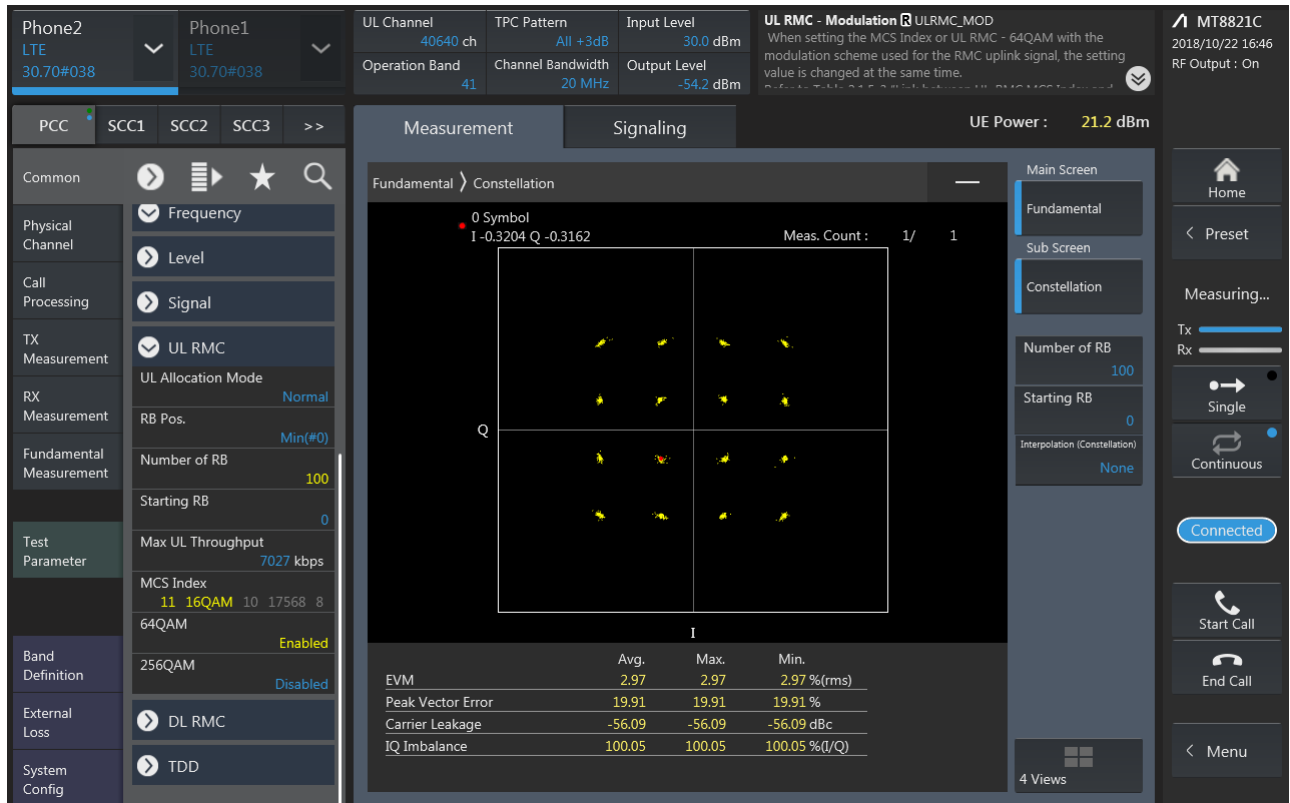 Phone2
LTE
30.70#038
Phone1
LTE
30.70#038
UL Channel
40640 ch
Operation Band
41
TPC Pattern
All +3dB
Channel Bandwidth
20 MHz
Input Level
30.0 dBm
Output Level
-54.2 dBm
UL RMC - Modulation R ULRMC_MOD
When setting the MCS Index or UL RMC - 64QAM with the
modulation scheme used for the RMC uplink signal, the setting
value is changed at the same time.
MT8821C
2018/10/22 16:46
RF Output : On
PCC SCC1 SCC2 SCC3 >>
Measurement
Signaling
UE Power : 21.2 dBm
Common
Physical
Channel
Call
Processing
TX
Measurement
RX
Measurement
Fundamental
Measurement
Test
Parameter
Band
Definition
External
Loss
System
Config
Frequency
Level
Signal
UL RMC
UL Allocation Mode
Normal
RB Pos.
Min(#0)
Number of RB
100
Starting RB
0
Max UL Throughput
7027 kbps
MCS Index
11 16QAM 10 17568 8
64QAM
Enabled
256QAM
Disabled
DL RMC
TDD
Fundamental 〉 Constellation
0 Symbol
I -0.3204 Q -0.3162
Meas. Count : 1/ 1
Q
I
Avg. Max. Min.
EVM 2.97 2.97 2.97 %(rms)
Peak Vector Error 19.91 19.91 19.91 %
Carrier Leakage -56.09 -56.09 -56.09 dBc
IQ Imbalance 100.05 100.05 100.05 %(I/Q)
Main Screen
Fundamental
Sub Screen
Constellation
Number of RB
100
Starting RB
0
Interpolation (Constellation)
None
4 Views
Home
< Preset
Measuring...
Tx
Rx
Single
Continuous
Connected
Start Call
End Call
< Menu